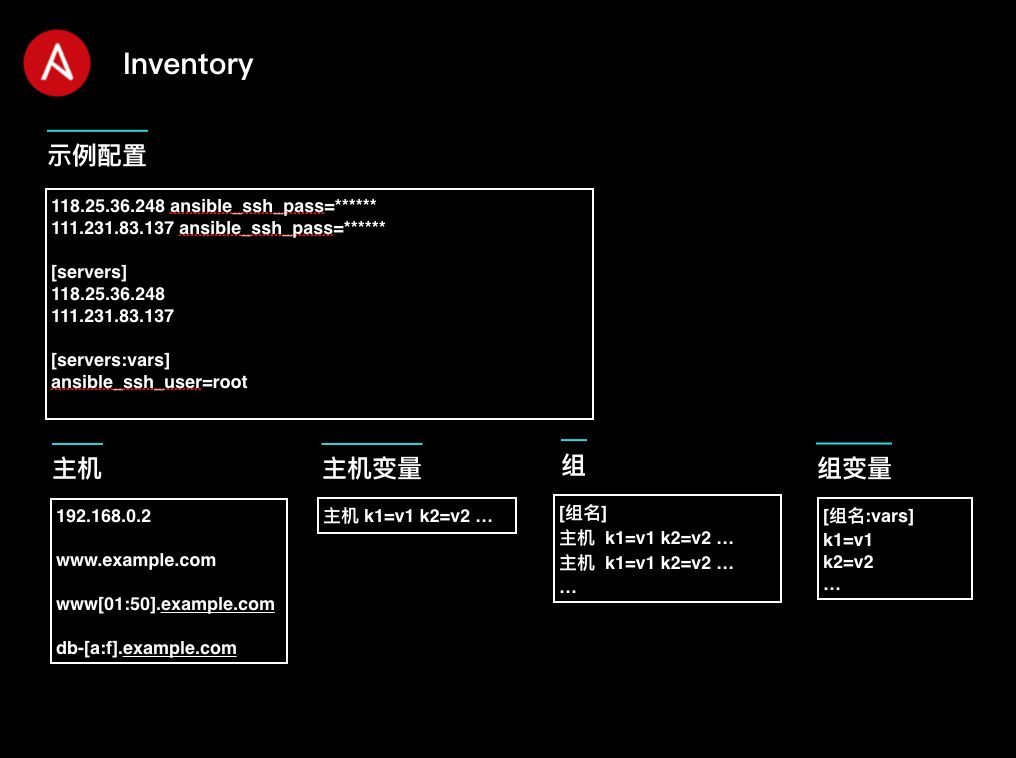 Inventory
示例配置
118.25.36.248 ansible_ssh_pass=******
111.231.83.137 ansible_ssh_pass=******
[servers]
118.25.36.248
111.231.83.137
[servers:vars]
ansible_ssh_user=root
主机
192.168.0.2
www.example.com
www[01:50].example.com
db-[a:f].example.com
主机变量
主机 k1=v1 k2=v2 …
组
[组名]
主机  k1=v1 k2=v2 …
主机  k1=v1 k2=v2 …
…
组变量
[组名:vars]
k1=v1
k2=v2
…